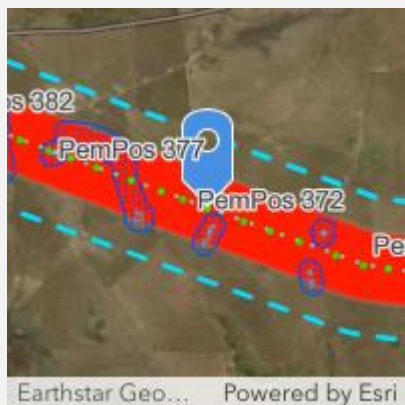 os 382
PemPos 377
PemPos 372
Pe
Earthstar Geo... Powered by Esri